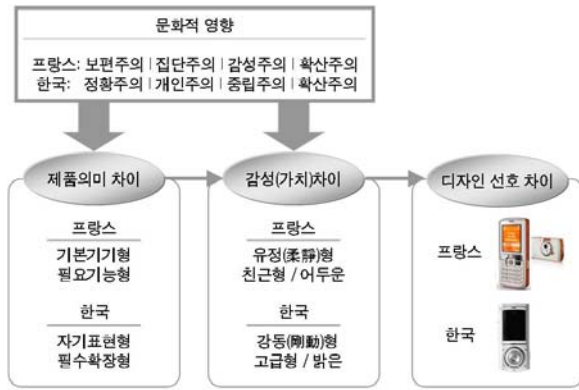 문화적 영향
프랑스: 보편주의 | 집단주의 | 감성주의 | 확산주의
한국: 정황주의 | 개인주의 | 중립주의 | 확산주의
제품의미 차이
프랑스
기본기기형
필요기능형
한국
자기표현형
필수확장형
감성(가치)차이
프랑스
유정(柔靜)형
친근형 / 어두운
한국
강동(剛動)형
고급형 / 밝은
디자인 선호 차이
프랑스
한국